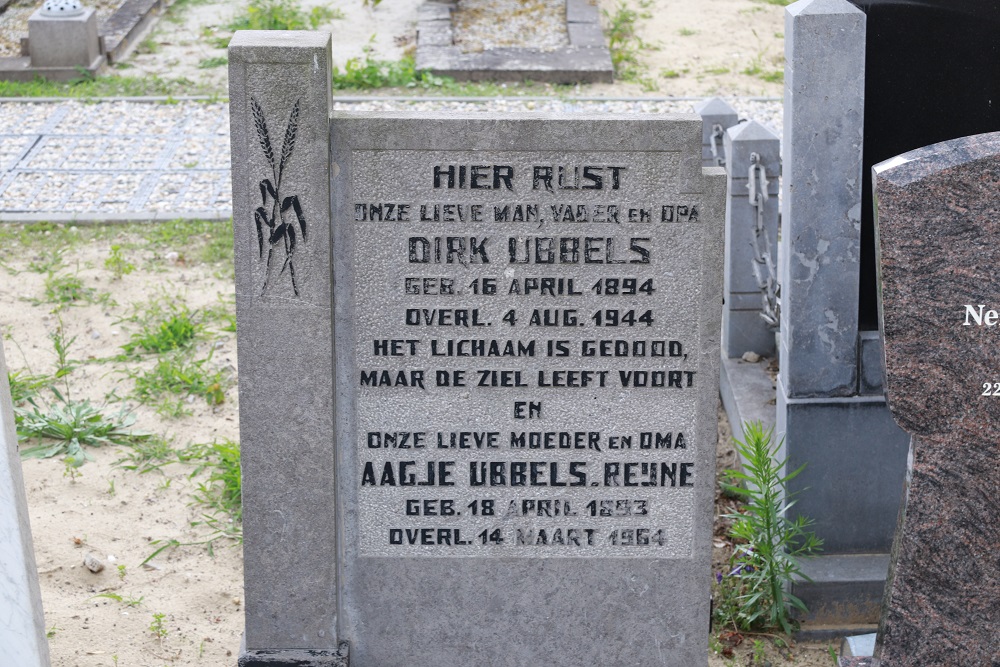 HIER RUST
ONZE LIEVE MAN, VADER EN OPA
DIRK UBBELS
GEB. 16 APRIL 1894
OVERL. 4 AUG. 1944
HET LICHAAM IS GEDOOD,
MAAR DE ZIEL LEEFT VOORT
EN
ONZE LIEVE MOEDER EN OMA
AAGJE UBBELS-REIJNE
GEB. 18 APRIL 1893
OVERL. 14 MAART 1964
Ne
22